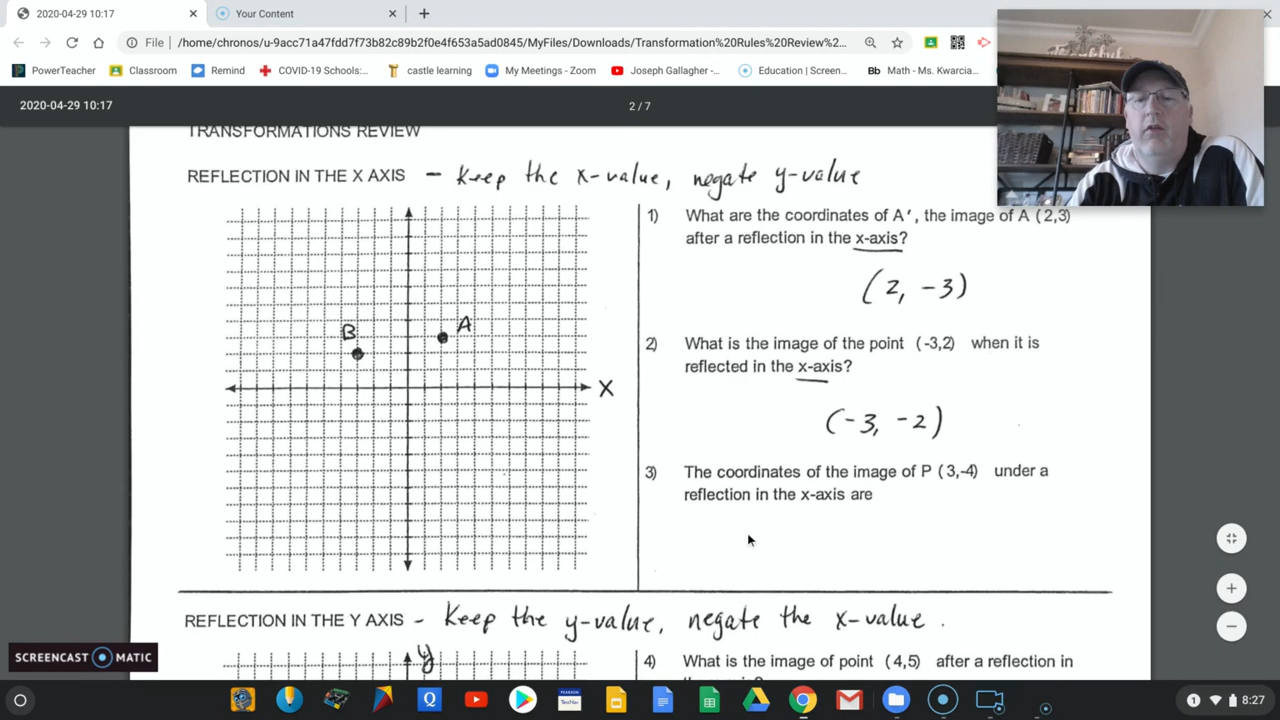 2020-04-29 10:17
Your Content
File
/home/chronos/u-9acc71a47fdd7f73b82c89b2f0e4f653a5ad0845/MyFiles/Downloads/Transformation%20Rules%20Review%2...
PowerTeacher
Classroom
Remind
COVID-19 Schools:...
castle learning
My Meetings - Zoom
Joseph Gallagher -...
Education | Screen...
Bb Math - Ms. Kwarcia...
2020-04-29 10:17
2 / 7
TRANSFORMATIONS REVIEW
REFLECTION IN THE X AXIS - Keep the x-value, negate y-value
1) What are the coordinates of A′, the image of A (2,3)
after a reflection in the x-axis?
(2, -3)
B
A
X
2) What is the image of the point (-3,2) when it is
reflected in the x-axis?
(-3, -2)
3) The coordinates of the image of P (3,-4) under a
reflection in the x-axis are
REFLECTION IN THE Y AXIS - Keep the y-value, negate the x-value.
y
4) What is the image of point (4,5) after a reflection in
SCREENCAST MATIC
1
8:27